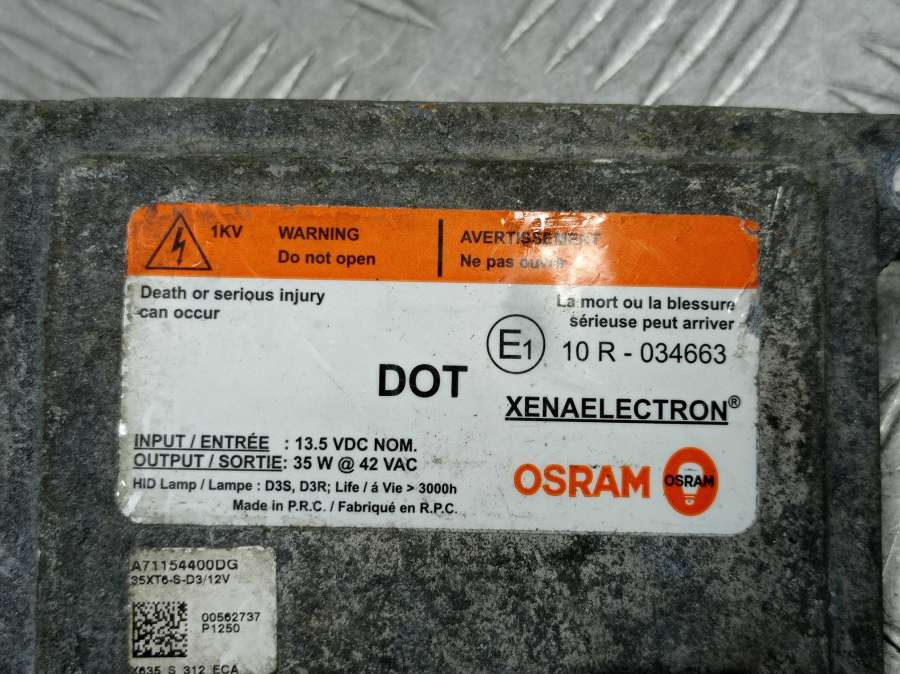 1KV
WARNING
Do not open
AVERTISSEMENT
Ne pas ouvrir
Death or serious injury
can occur
La mort ou la blessure
sérieuse peut arriver
E1
10 R - 034663
DOT
XENAELECTRON®
INPUT / ENTRÉE : 13.5 VDC NOM.
OUTPUT / SORTIE: 35 W @ 42 VAC
HID Lamp / Lampe : D3S, D3R; Life / á Vie > 3000h
Made in P.R.C. / Fabriqué en R.P.C.
OSRAM
OSRAM
A71154400DG
35XT6-S-D3/12V
00562737
P1250
X635 S 312 ECA